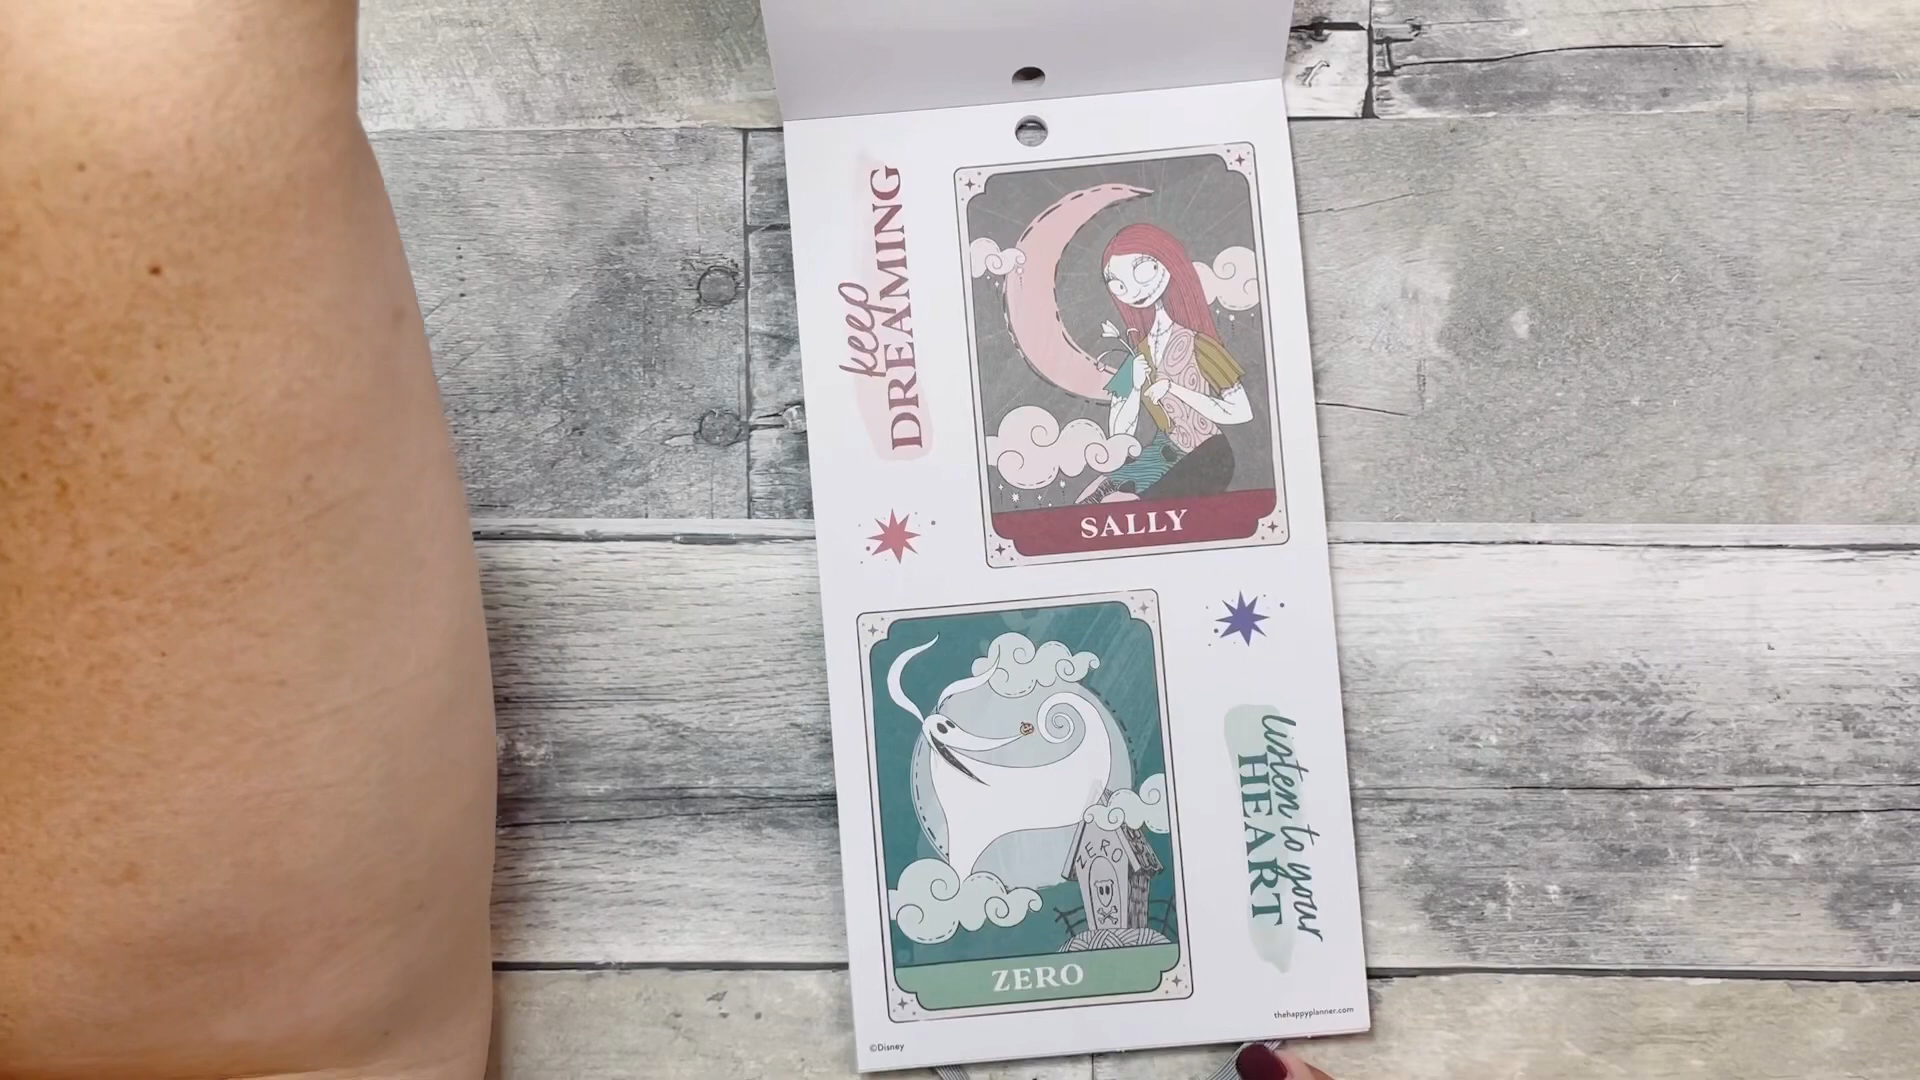 keep
DREAMING
SALLY
ZERO
ZERO
listen to your
HEART
thehappyplanner.com
©Disney